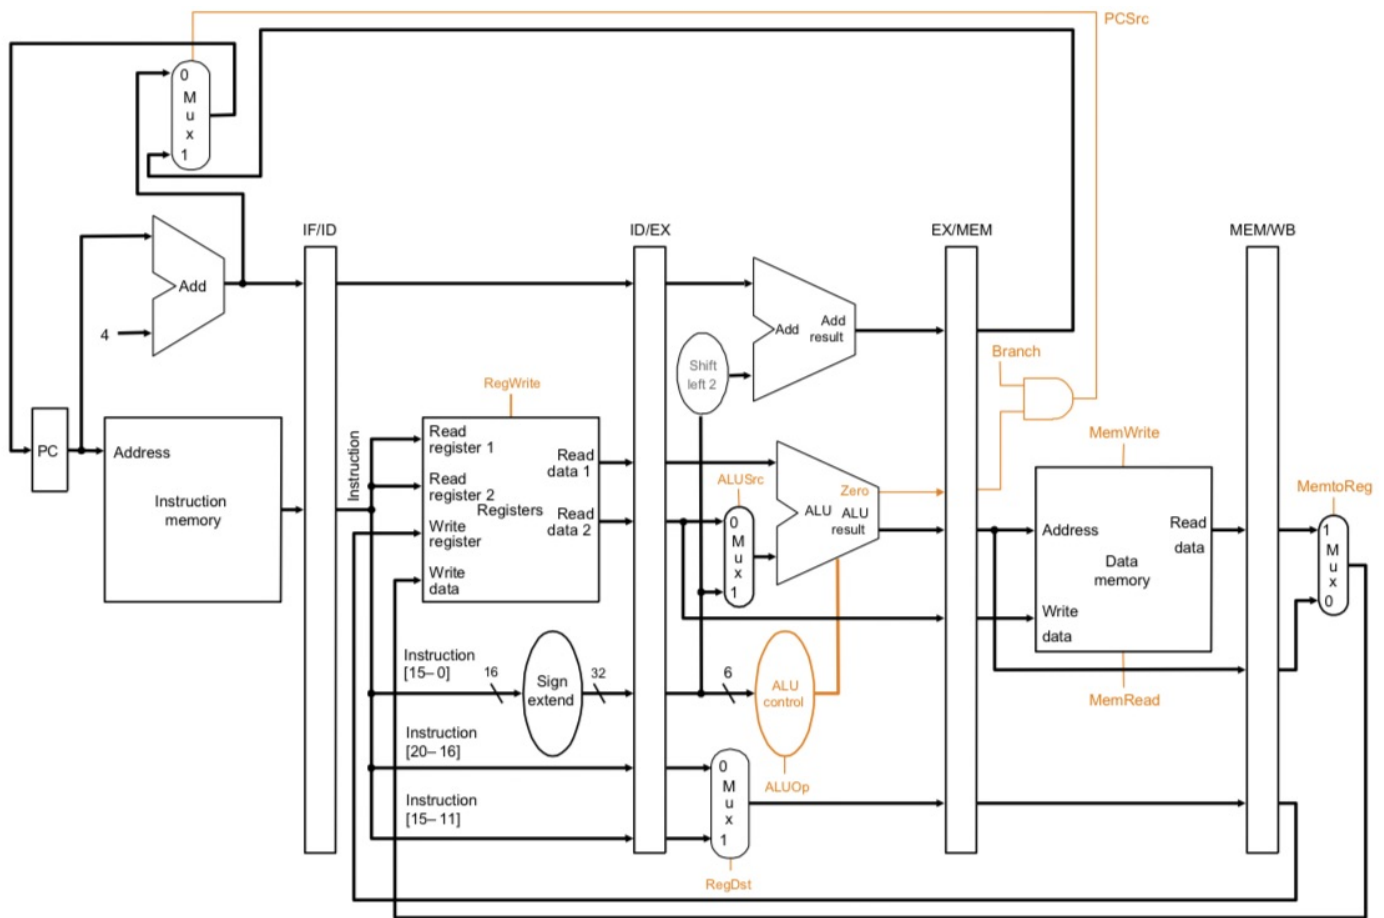 PCSrc
0
M
u
x
1
IF/ID
ID/EX
EX/MEM
MEM/WB
Add
4
Add
Add
result
Shift
left 2
Branch
RegWrite
PC
Address
Instruction
memory
Instruction
Read
register 1
Read
register 2
Write
register
Write
data
Registers
Read
data 1
Read
data 2
ALUSrc
0
M
u
x
1
Zero
ALU
ALU
result
MemWrite
Address
Read
data
Data
memory
Write
data
MemRead
MemtoReg
1
M
u
x
0
Instruction
[15–0]
16
Sign
extend
32
6
ALU
control
ALUOp
Instruction
[20–16]
Instruction
[15–11]
0
M
u
x
1
RegDst